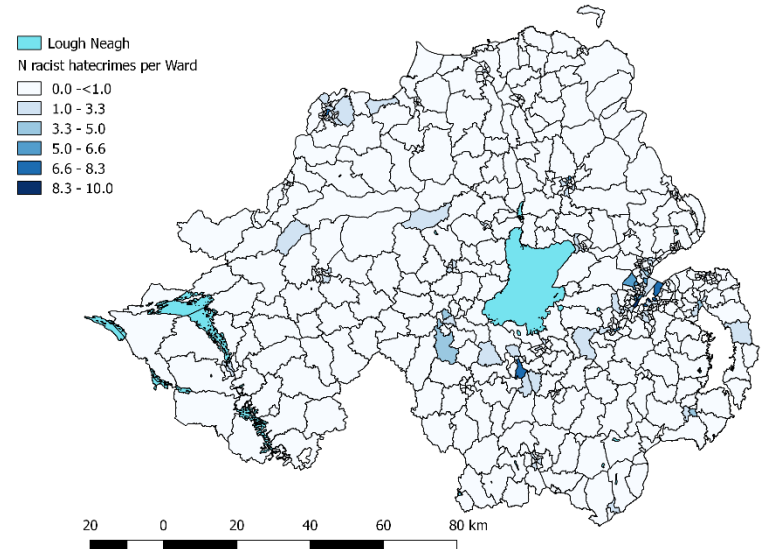 Lough Neagh
N racist hatecrimes per Ward
0.0 -<1.0
1.0 - 3.3
3.3 - 5.0
5.0 - 6.6
6.6 - 8.3
8.3 - 10.0
20 0 20 40 60 80 km